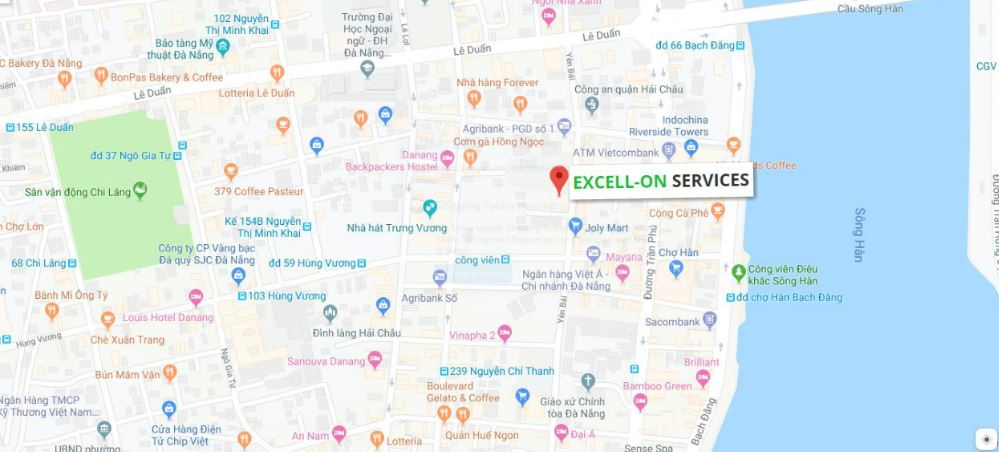 102 Nguyễn
Thị Minh Khai
Trường Đại
Học Ngoại
ngữ - ĐH
Đà Nẵng...
Lê Lợi
Ngói Nhà Xanh
Cầu Sông Hàn
Bảo tàng Mỹ
thuật Đà Nẵng
Lê Duẩn
Lê Duẩn
Yên Bái
đd 66 Bạch Đằng
C Bakery Đà Nẵng
BonPas Bakery & Coffee
Nhà hàng Forever
CGV
Lê Duẩn
Lotteria Lê Duẩn
Công an quận Hải Châu
155 Lê Duẩn
Agribank - PGD số 1
Indochina
Riverside Towers
Cơm gà Hồng Ngọc
đd 37 Ngô Gia Tự
Danang
Backpackers Hostel
ATM Vietcombank
Khiêm
Coffee
EXCELL-ON SERVICES
Sân vận động Chi Lăng
379 Coffee Pasteur
Cộng Cà Phê
Kế 154B Nguyễn
Thị Minh Khai
Nhà hát Trưng Vương
Joly Mart
Sông Hàn
Chợ Lớn
Công ty CP Vàng bạc
Đá quý SJC Đà Nẵng
Mayana
Chợ Hàn
68 Chi Lăng
đd 59 Hùng Vương
công viên
Ngân hàng Việt Á -
Chi nhánh Đà Nẵng
Đường Trần Phú
Công viên Điêu
khắc Sông Hàn
Bánh Mì Ông Tý
103 Hùng Vương
Agribank Số
đd chợ Hàn Bạch Đằng
Louis Hotel Danang
Yên Bái
Sacombank
Hùng Vương
Chè Xuân Trang
Đình làng Hải Châu
Vinapha 2
Ngô Gia Tự
Sanouva Danang
Brilliant
Bún Mắm Vân
239 Nguyễn Chí Thanh
Bamboo Green
Boulevard
Gelato & Coffee
Giáo xứ Chính
tòa Đà Nẵng
Ngân Hàng TMCP
Kỹ Thương Việt Nam...
Bạch Đằng
Cửa Hàng Điện
Tử Chip Việt
An Nam
Lotteria
Quán Huế Ngon
Đại Á
Sense Spa
UBND phường